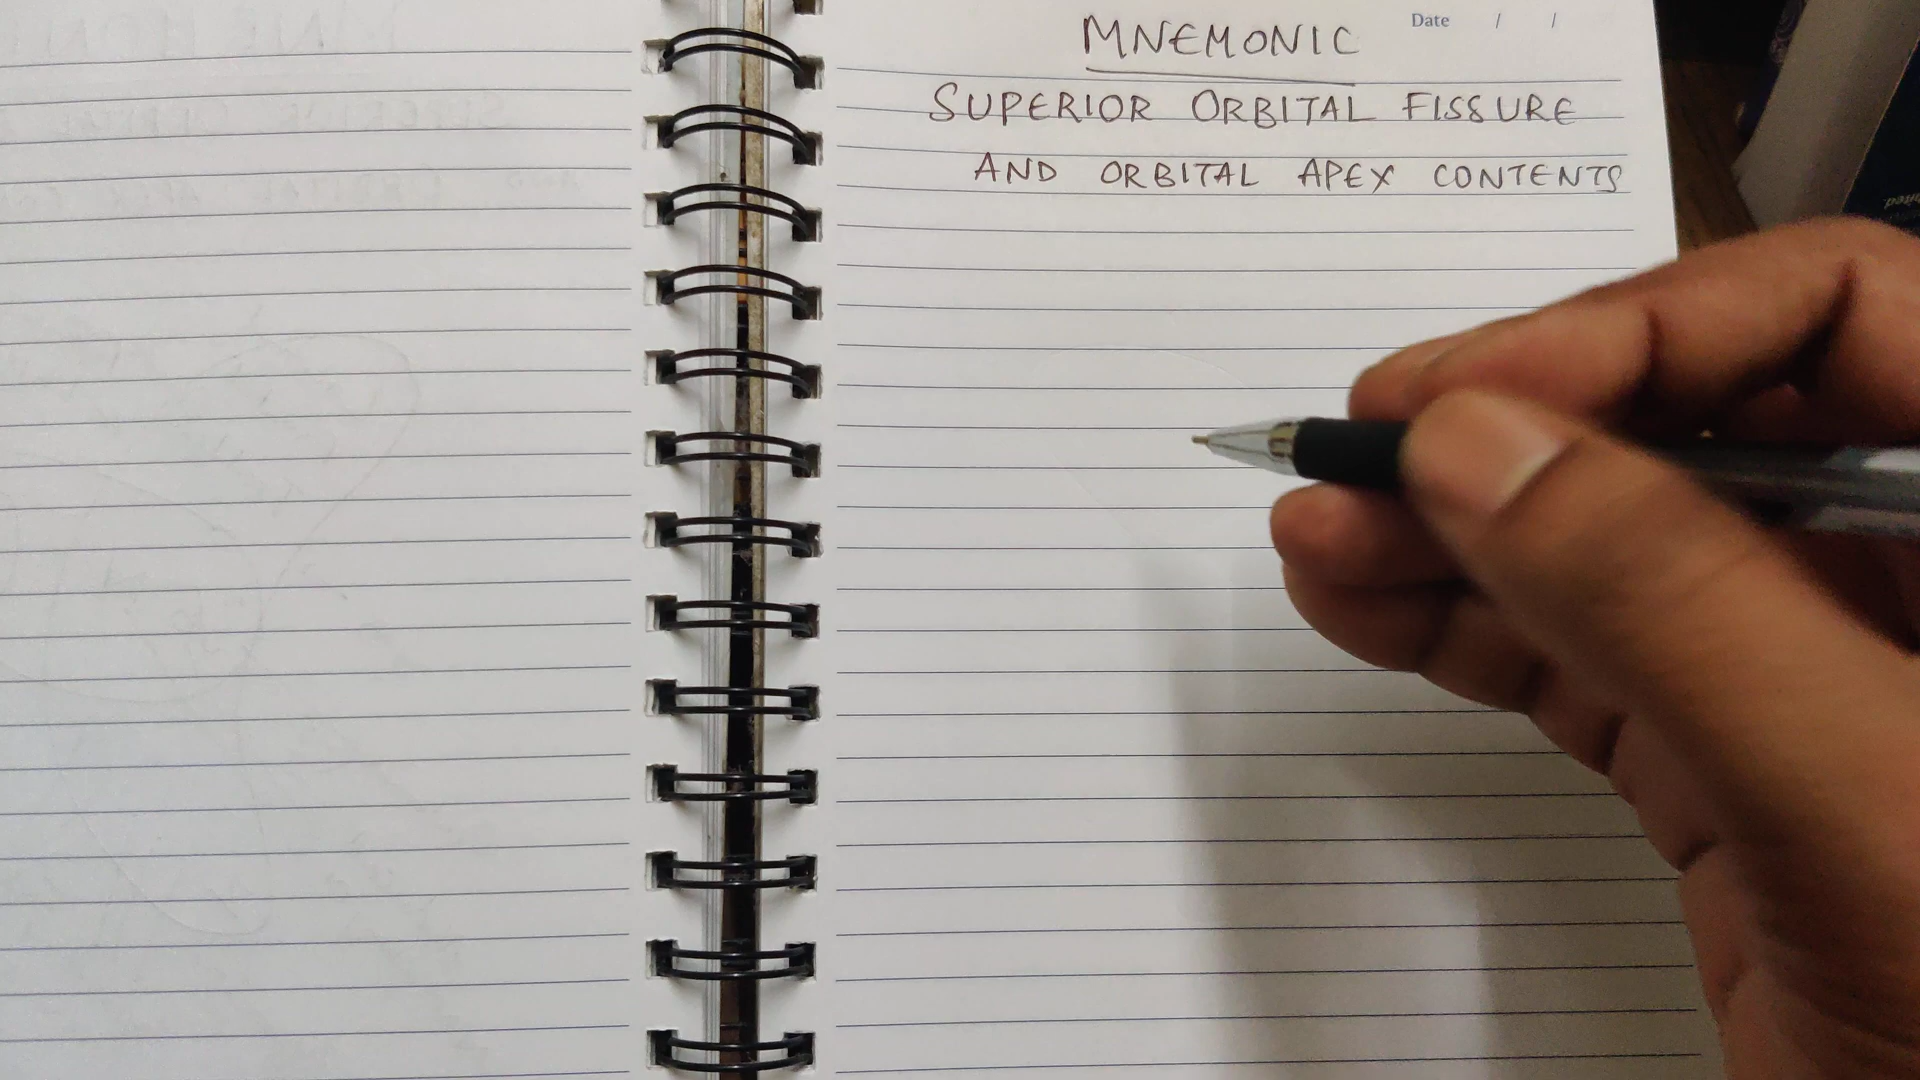 MNEMONIC
Date / /
SUPERIOR ORBITAL FISSURE
AND ORBITAL APEX CONTENTS